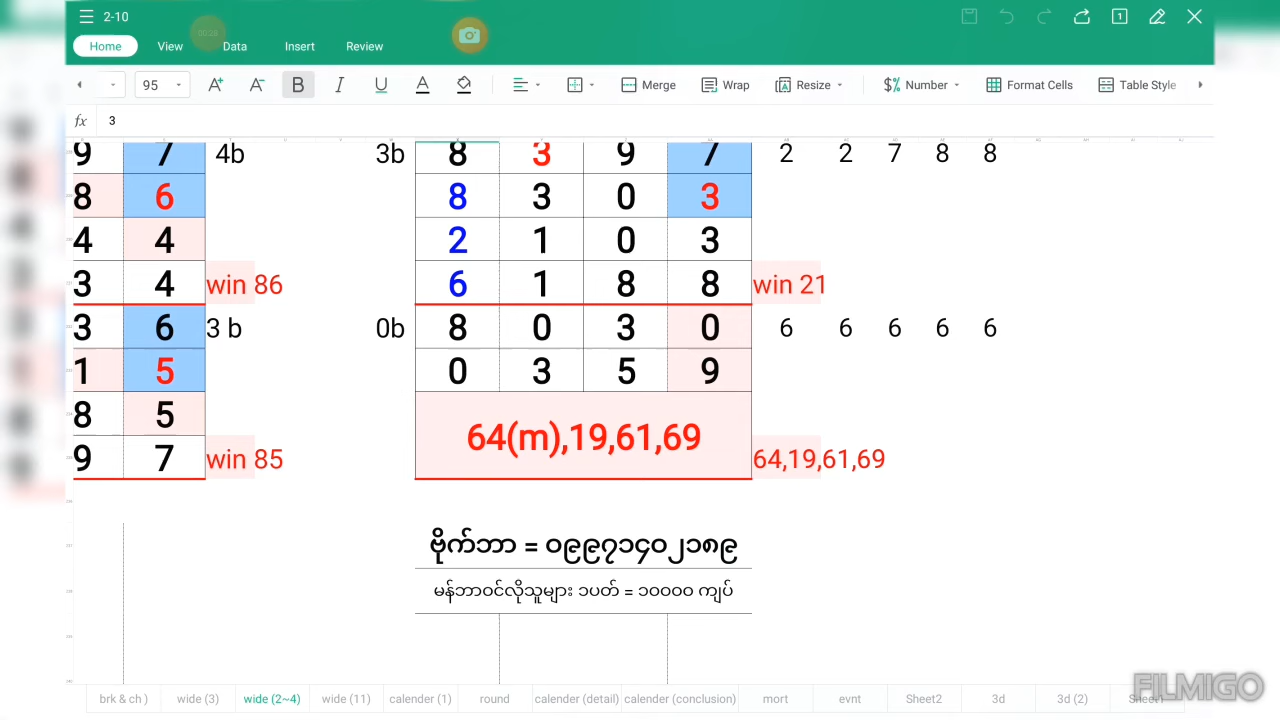 2-10
00:28
Home View Data Insert Review
95 A+ A- B I U A Merge Wrap Resize Number Format Cells Table Style
fx 3
9 7 4b 3b 8 3 9 7 2 2 7 8 8
8 6 8 3 0 3
4 4 2 1 0 3
3 4 win 86 6 1 8 8 win 21
3 6 3 b 0b 8 0 3 0 6 6 6 6 6
1 5 0 3 5 9
8 5
64(m),19,61,69
9 7 win 85 64,19,61,69
ဗိုက်ဘာ = ၀၉၉၇၁၄၀၂၁၈၉
မန်ဘာဝင်လိုသူများ ၁ပတ် = ၁၀၀၀၀ ကျပ်
brk & ch ) wide (3) wide (2~4) wide (11) calender (1) round calender (detail) calender (conclusion) mort evnt Sheet2 3d 3d (2) Sheet1
FILMIGO